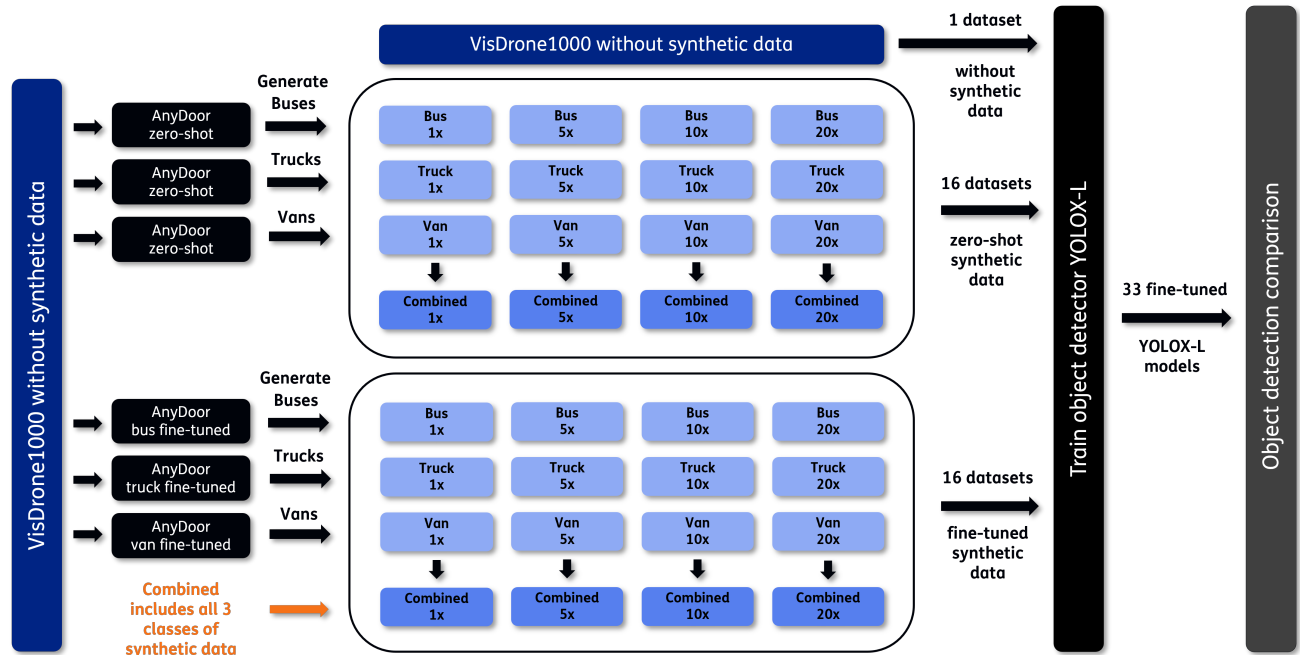 VisDrone1000 without synthetic data
VisDrone1000 without synthetic data
1 dataset
without
synthetic
data
AnyDoor
zero-shot
Generate
Buses
AnyDoor
zero-shot
Trucks
AnyDoor
zero-shot
Vans
Bus
1x
Bus
5x
Bus
10x
Bus
20x
Truck
1x
Truck
5x
Truck
10x
Truck
20x
Van
1x
Van
5x
Van
10x
Van
20x
Combined
1x
Combined
5x
Combined
10x
Combined
20x
16 datasets
zero-shot
synthetic
data
AnyDoor
bus fine-tuned
Generate
Buses
AnyDoor
truck fine-tuned
Trucks
AnyDoor
van fine-tuned
Vans
Combined
includes all 3
classes of
synthetic data
Bus
1x
Bus
5x
Bus
10x
Bus
20x
Truck
1x
Truck
5x
Truck
10x
Truck
20x
Van
1x
Van
5x
Van
10x
Van
20x
Combined
1x
Combined
5x
Combined
10x
Combined
20x
16 datasets
fine-tuned
synthetic
data
Train object detector YOLOX-L
33 fine-tuned
YOLOX-L
models
Object detection comparison